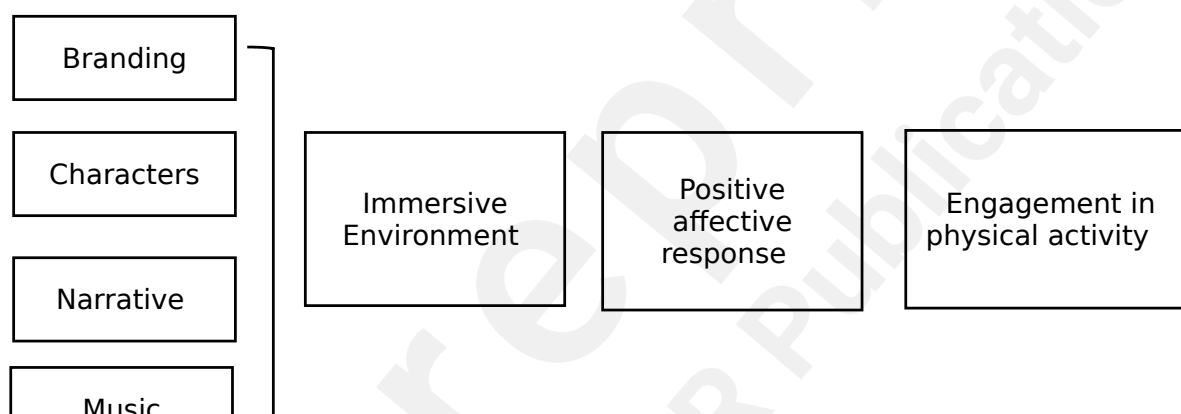 Branding
Characters
Narrative
Music
Immersive
Environment
Positive
affective
response
Engagement in
physical activity